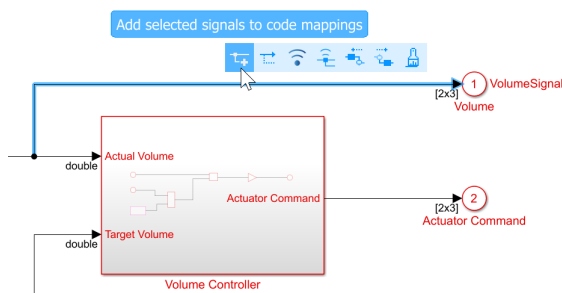 Add selected signals to code mappings
1
VolumeSignal
[2x3]
Volume
Actual Volume
double
Actuator Command
2
[2x3]
Actuator Command
Target Volume
double
Volume Controller